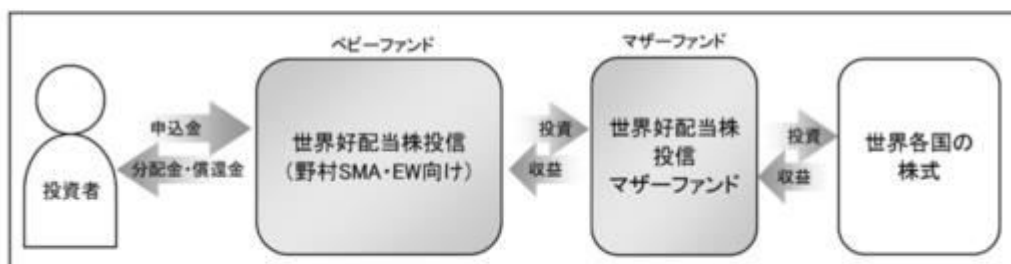 ベビーファンド
マザーファンド
申込金
分配金・償還金
投資者
世界好配当株投信
(野村SMA・EW向け)
投資
収益
世界好配当株
投信
マザーファンド
投資
収益
世界各国の
株式